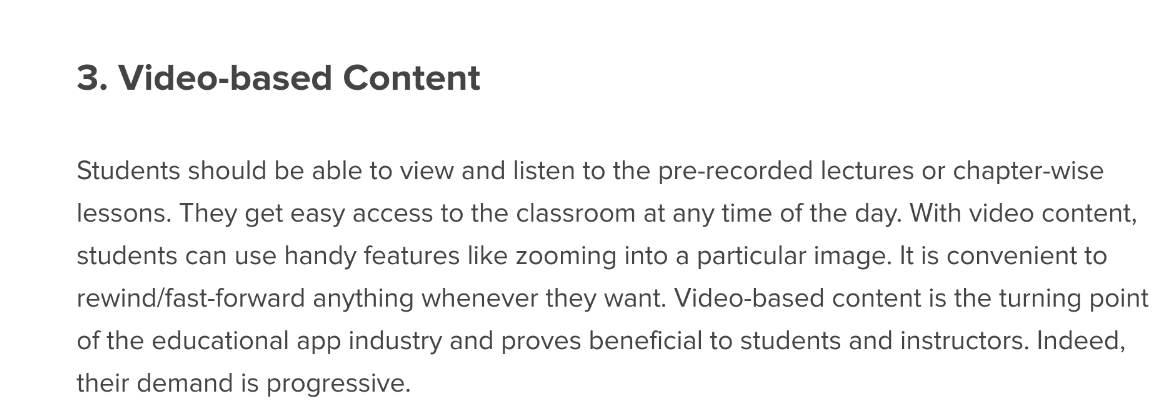 3. Video-based Content
Students should be able to view and listen to the pre-recorded lectures or chapter-wise
lessons. They get easy access to the classroom at any time of the day. With video content,
students can use handy features like zooming into a particular image. It is convenient to
rewind/fast-forward anything whenever they want. Video-based content is the turning point
of the educational app industry and proves beneficial to students and instructors. Indeed,
their demand is progressive.